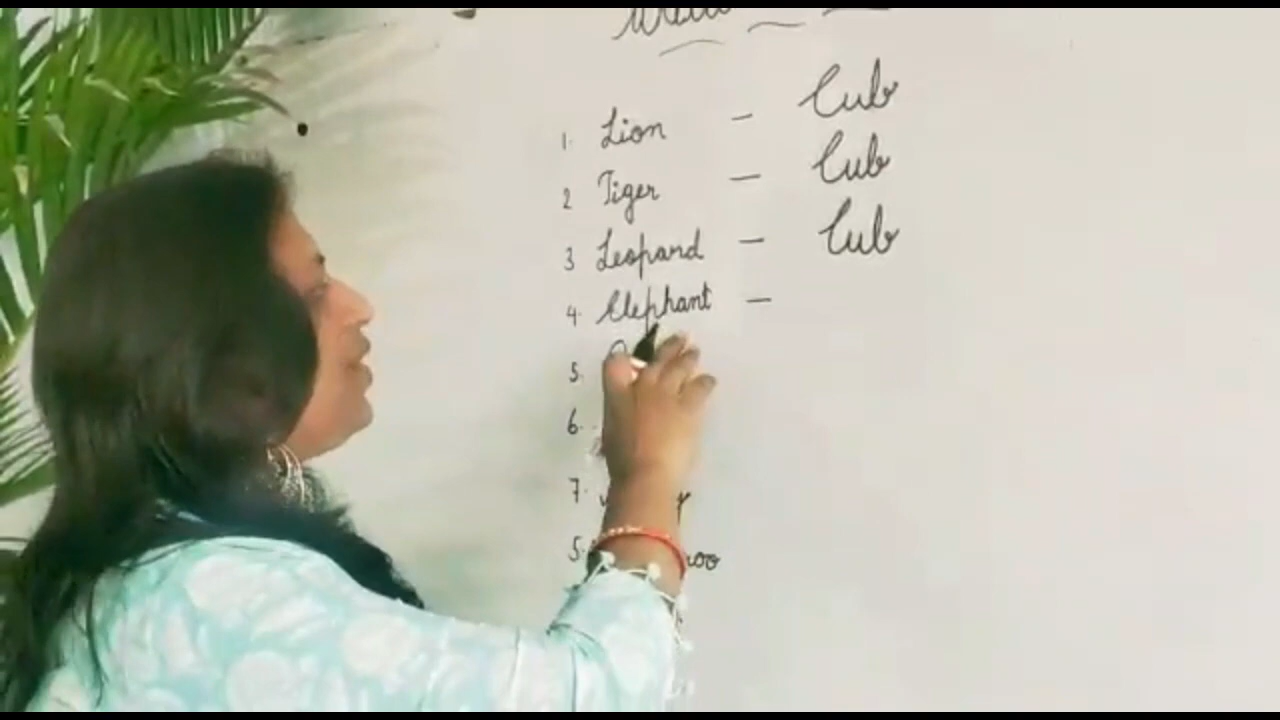 1. Lion - Cub
2 Tiger - Cub
3 Leopard - Cub
4. Elephant -
5.
6.
7.
5.